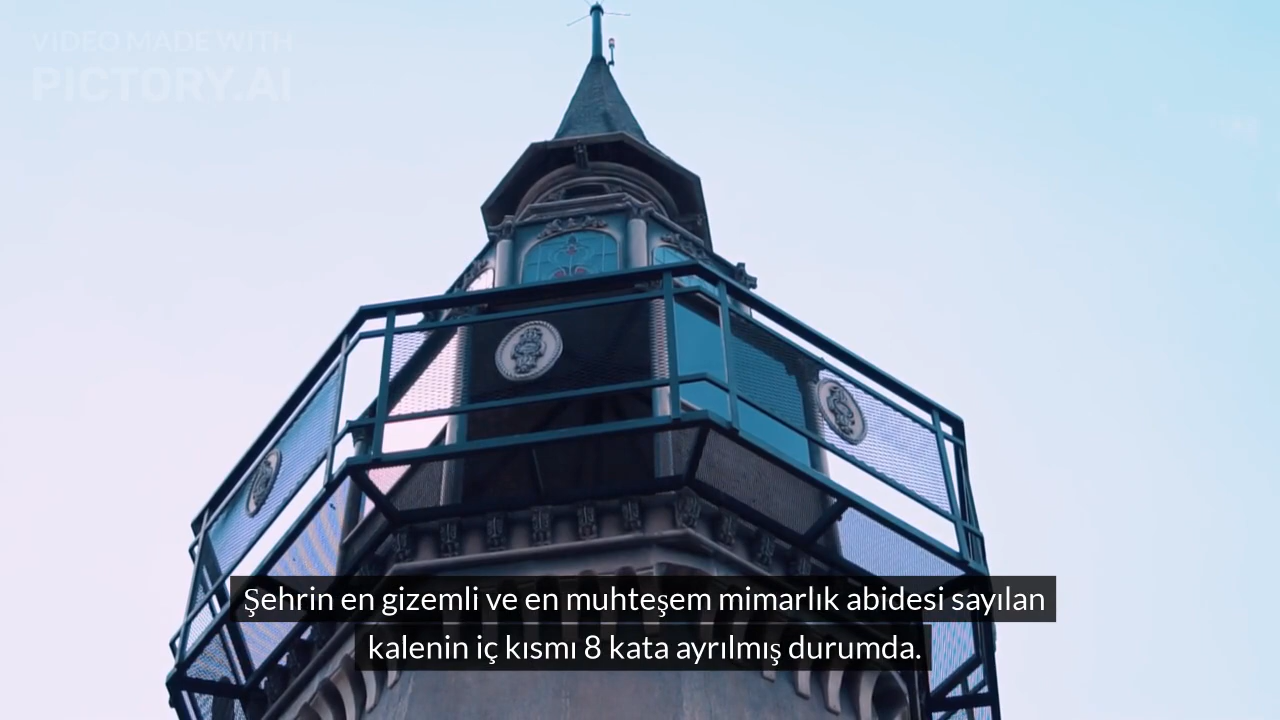 VIDEO MADE WITH
PICTORY.AI
Şehrin en gizemli ve en muhteşem mimarlık abidesi sayılan
kalenin iç kısmı 8 kata ayrılmış durumda.